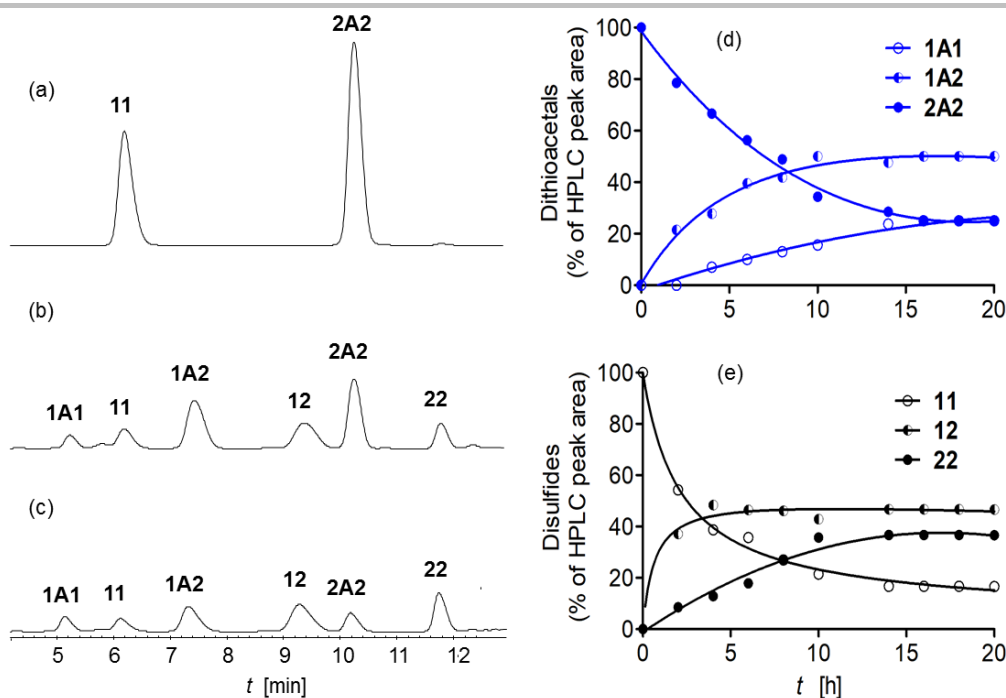 (a)
11
2A2
(b)
1A1
11
1A2
12
2A2
22
(c)
1A1
11
1A2
12
2A2
22
5 6 7 8 9 10 11 12
t [min]
(d)
1A1
1A2
2A2
Dithioacetals
(% of HPLC peak area)
100
80
60
40
20
0
0 5 10 15 20
(e)
11
12
22
Disulfides
(% of HPLC peak area)
100
80
60
40
20
0
0 5 10 15 20
t [h]